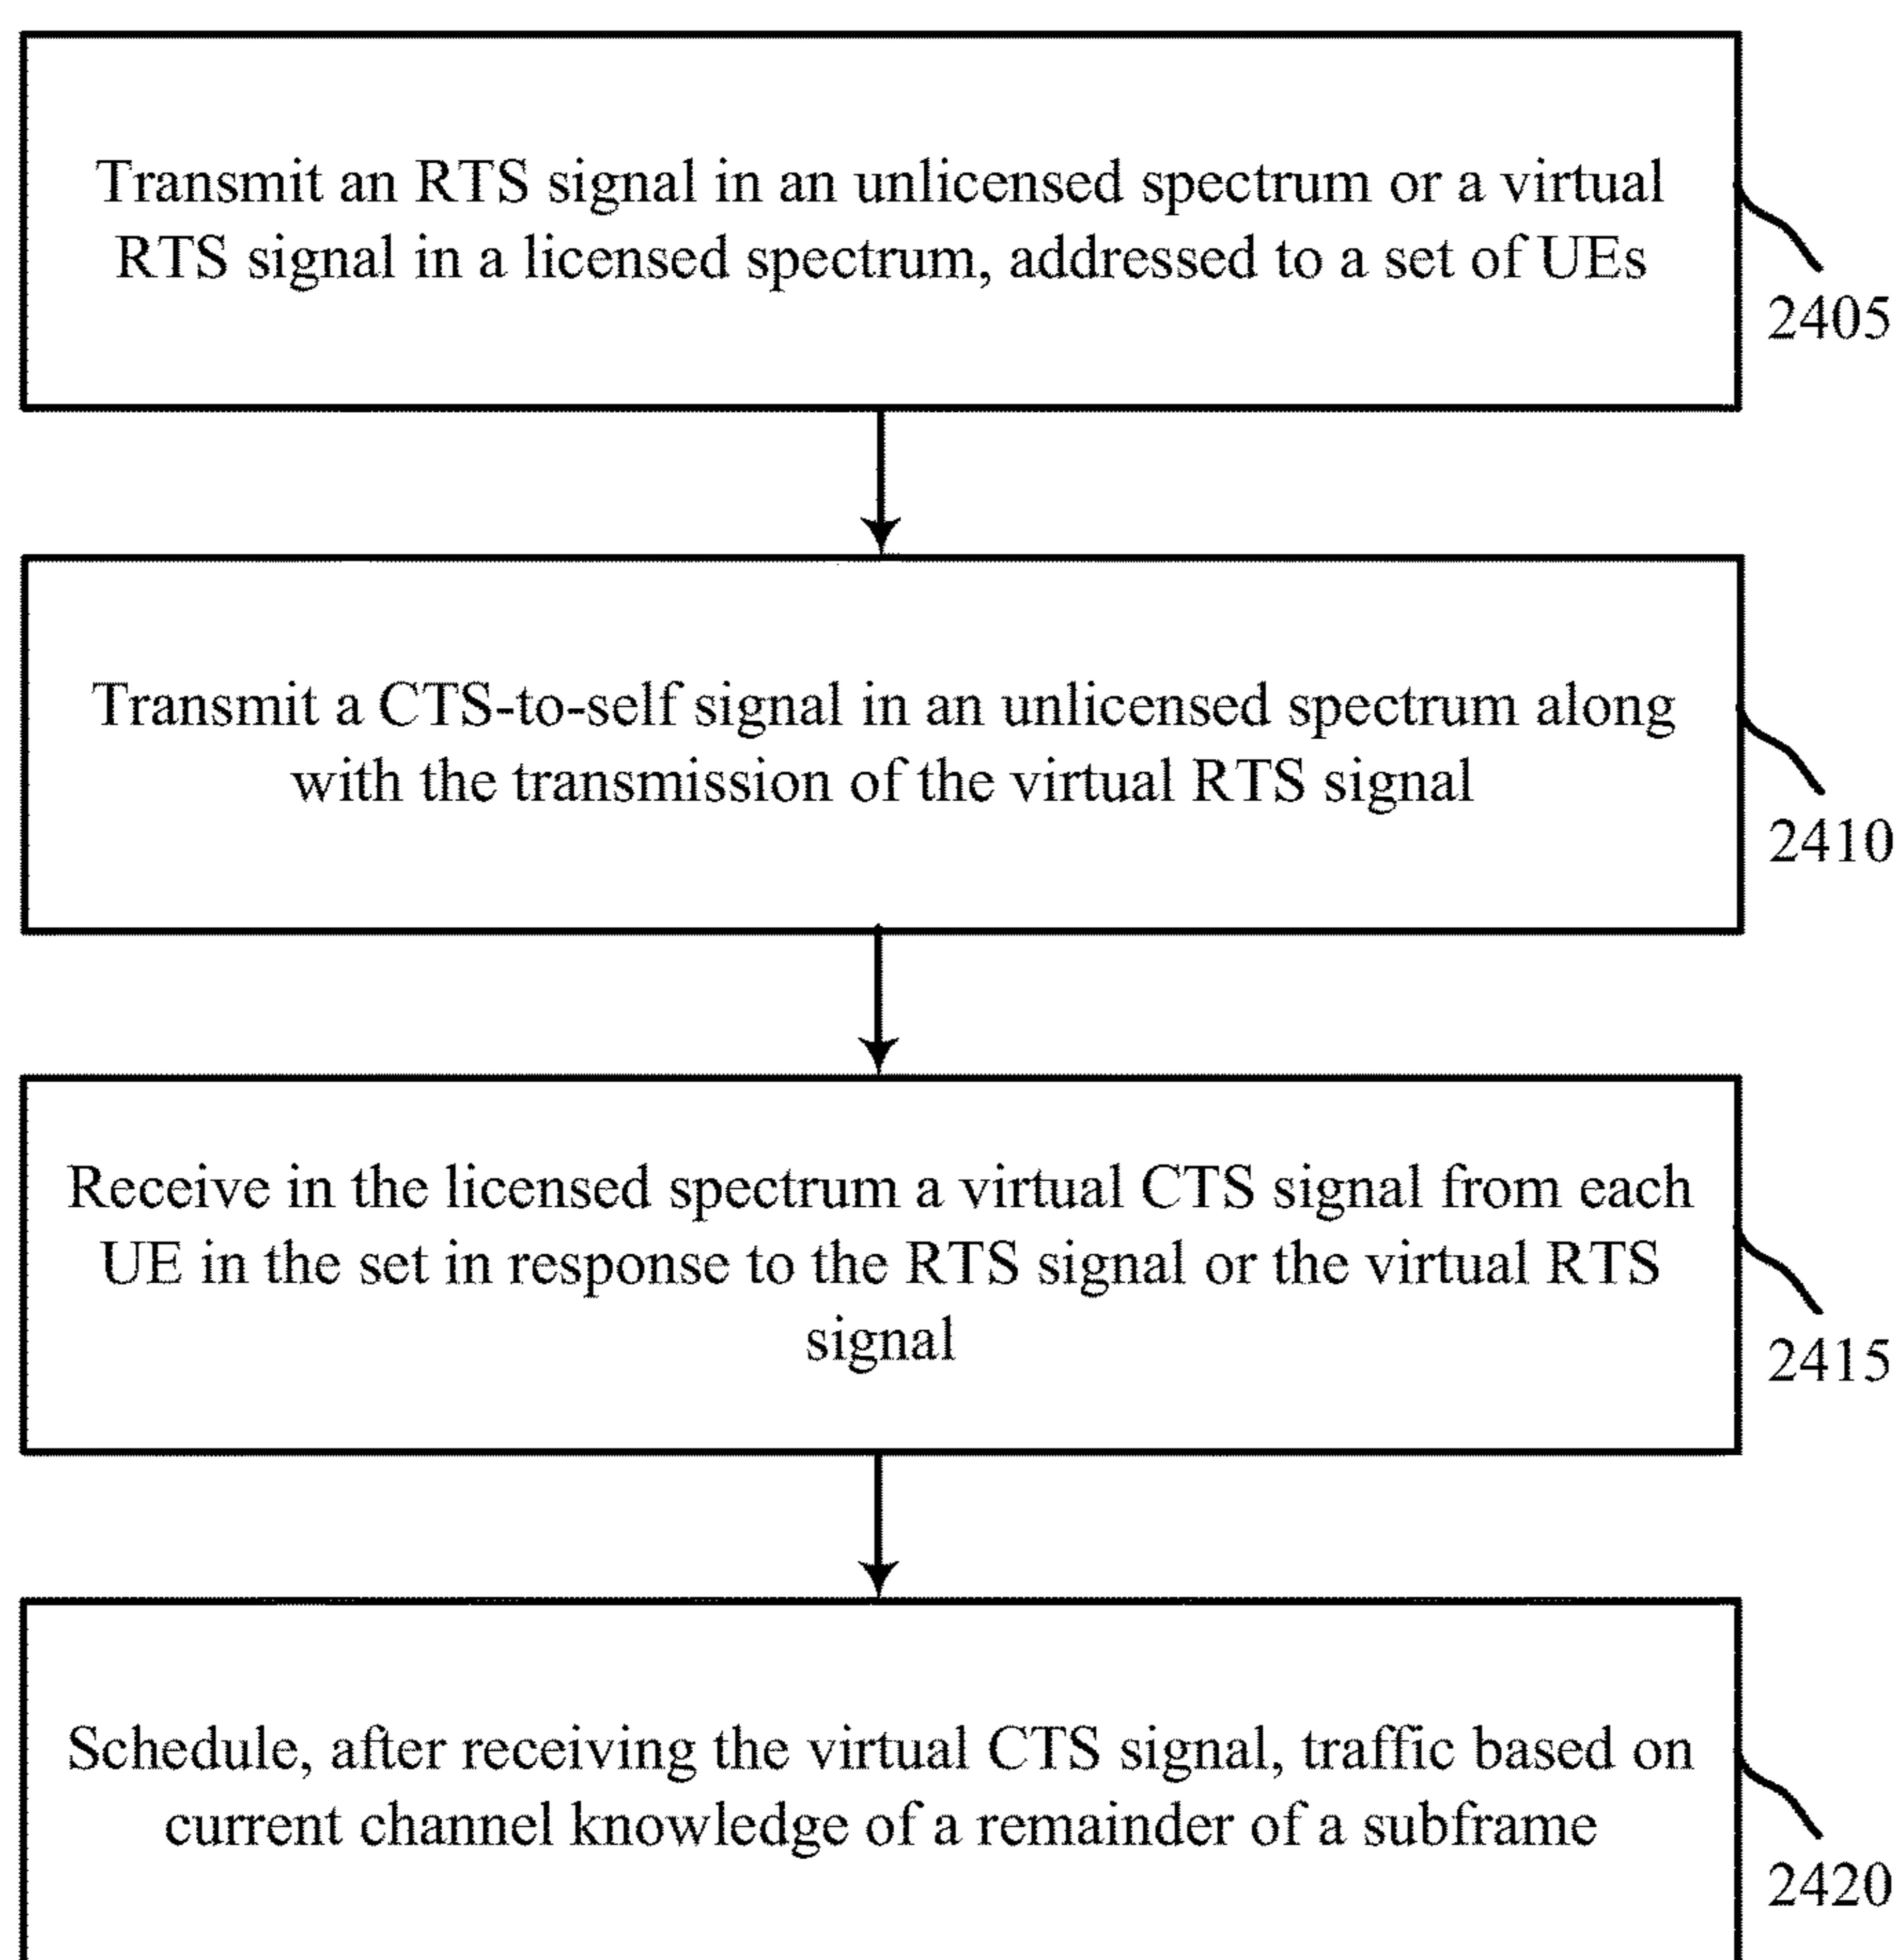 Transmit an RTS signal in an unlicensed spectrum or a virtual
RTS signal in a licensed spectrum, addressed to a set of UEs
2405
Transmit a CTS-to-self signal in an unlicensed spectrum along
with the transmission of the virtual RTS signal
2410
Receive in the licensed spectrum a virtual CTS signal from each
UE in the set in response to the RTS signal or the virtual RTS
signal
2415
Schedule, after receiving the virtual CTS signal, traffic based on
current channel knowledge of a remainder of a subframe
2420